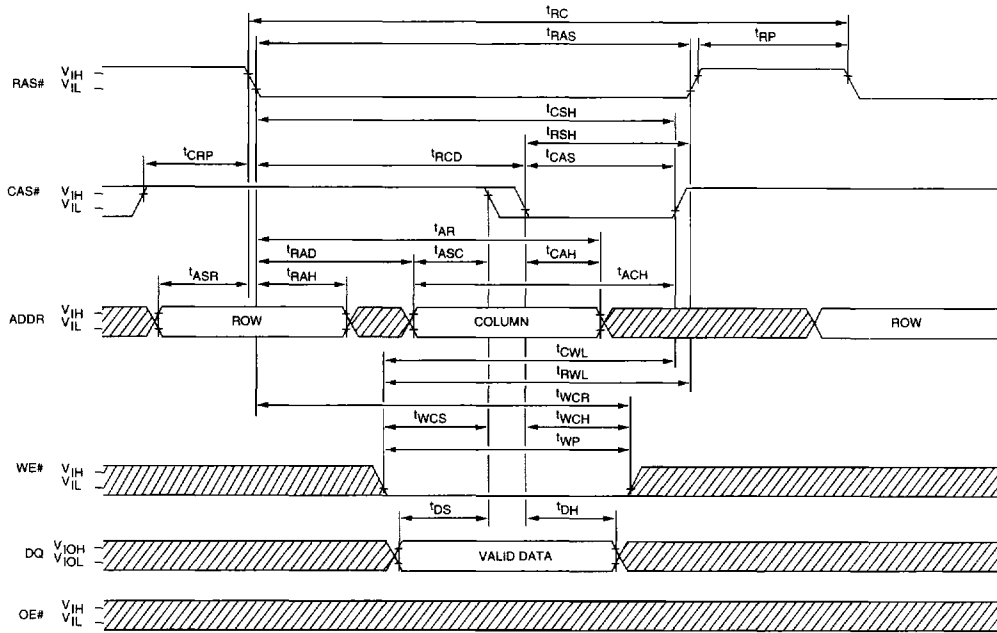 tRC
tRAS
tRP
RAS# VIH
VIL
tCSH
tRSH
tCRP tRCD tCAS
CAS# VIH
VIL
tAR
tRAD tASC tCAH
tASR tRAH tACH
ADDR VIH
VIL
ROW COLUMN ROW
tCWL
tRWL
tWCR
tWCS tWCH
tWP
WE# VIH
VIL
tDS tDH
DQ VIOH
VIOL
VALID DATA
OE# VIH
VIL